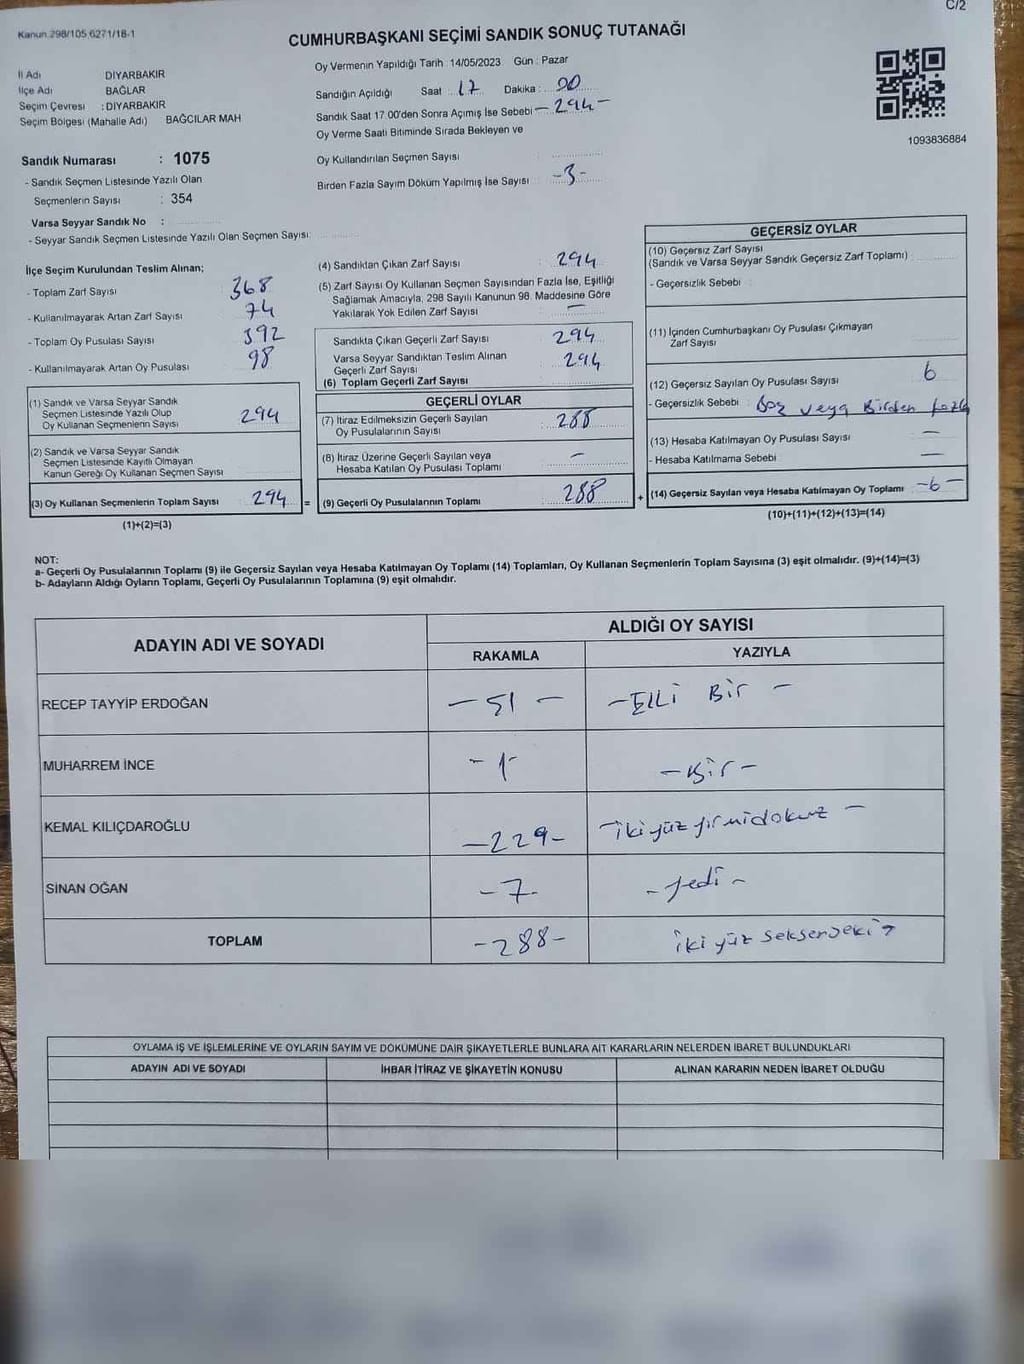 C/2
Kanun 298/105 6271/18-1
CUMHURBAŞKANI SEÇİMİ SANDIK SONUÇ TUTANAĞI
İl Adı DİYARBAKIR
İlçe Adı BAĞLAR
Seçim Çevresi : DİYARBAKIR
Seçim Bölgesi (Mahalle Adı) BAĞCILAR MAH
Oy Vermenin Yapıldığı Tarih 14/05/2023 Gün : Pazar
Sandığın Açıldığı Saat 17 Dakika : 00
Sandık Saat 17 00'den Sonra Açımış İse Sebebi - 294 -
Oy Verme Saati Bitiminde Sırada Bekleyen ve
Oy Kullandırılan Seçmen Sayısı
Birden Fazla Sayım Döküm Yapılmış İse Sayısı -3-
1093836884
Sandık Numarası : 1075
- Sandık Seçmen Listesinde Yazılı Olan
Seçmenlerin Sayısı : 354
Varsa Seyyar Sandık No :
- Seyyar Sandık Seçmen Listesinde Yazılı Olan Seçmen Sayısı:
İlçe Seçim Kurulundan Teslim Alınan;
- Toplam Zarf Sayısı 368
- Kullanılmayarak Artan Zarf Sayısı 74
- Toplam Oy Pusulası Sayısı 392
- Kullanılmayarak Artan Oy Pusulası 98
(1) Sandık ve Varsa Seyyar Sandık
Seçmen Listesinde Yazılı Olup
Oy Kullanan Seçmenlerin Sayısı 294
(2) Sandık ve Varsa Seyyar Sandık
Seçmen Listesinde Kayıtlı Olmayan
Kanun Gereği Oy Kullanan Seçmen Sayısı
(3) Oy Kullanan Seçmenlerin Toplam Sayısı 294 =
(1)+(2)=(3)
(4) Sandıktan Çıkan Zarf Sayısı 294
(5) Zarf Sayısı Oy Kullanan Seçmen Sayısından Fazla İse, Eşitliği
Sağlamak Amacıyla, 298 Sayılı Kanunun 98. Maddesine Göre
Yakılarak Yok Edilen Zarf Sayısı —
Sandıkta Çıkan Geçerli Zarf Sayısı 294
Varsa Seyyar Sandıktan Teslim Alınan
Geçerli Zarf Sayısı 294
(6) Toplam Geçerli Zarf Sayısı
GEÇERLİ OYLAR
(7) İtiraz Edilmeksizin Geçerli Sayılan
Oy Pusulalarının Sayısı 288
(8) İtiraz Üzerine Geçerli Sayılan veya
Hesaba Katılan Oy Pusulası Toplamı -
(9) Geçerli Oy Pusulalarının Toplamı 288 +
GEÇERSİZ OYLAR
(10) Geçersiz Zarf Sayısı
(Sandık ve Varsa Seyyar Sandık Geçersiz Zarf Toplamı) :
- Geçersizlik Sebebi :
(11) İçinden Cumhurbaşkanı Oy Pusulası Çıkmayan
Zarf Sayısı
(12) Geçersiz Sayılan Oy Pusulası Sayısı 6
- Geçersizlik Sebebi : Boş veya Birden fazla
(13) Hesaba Katılmayan Oy Pusulası Sayısı —
- Hesaba Katılmama Sebebi —
(14) Geçersiz Sayılan veya Hesaba Katılmayan Oy Toplamı -6-
(10)+(11)+(12)+(13)=(14)
NOT:
a- Geçerli Oy Pusulalarının Toplamı (9) ile Geçersiz Sayılan veya Hesaba Katılmayan Oy Toplamı (14) Toplamları, Oy Kullanan Seçmenlerin Toplam Sayısına (3) eşit olmalıdır. (9)+(14)=(3)
b- Adayların Aldığı Oyların Toplamı, Geçerli Oy Pusulalarının Toplamına (9) eşit olmalıdır.
ADAYIN ADI VE SOYADI
ALDIĞI OY SAYISI
RAKAMLA YAZIYLA
RECEP TAYYİP ERDOĞAN - 51 - - Elli Bir -
MUHARREM İNCE - 1 - - Bir -
KEMAL KILIÇDAROĞLU - 229 - - iki yüz yirmidokuz -
SİNAN OĞAN - 7 - - yedi -
TOPLAM - 288 - iki yüz seksensekiz
OYLAMA İŞ VE İŞLEMLERİNE VE OYLARIN SAYIM VE DÖKÜMÜNE DAİR ŞİKAYETLERLE BUNLARA AİT KARARLARIN NELERDEN İBARET BULUNDUKLARI
ADAYIN ADI VE SOYADI İHBAR İTİRAZ VE ŞİKAYETİN KONUSU ALINAN KARARIN NEDEN İBARET OLDUĞU